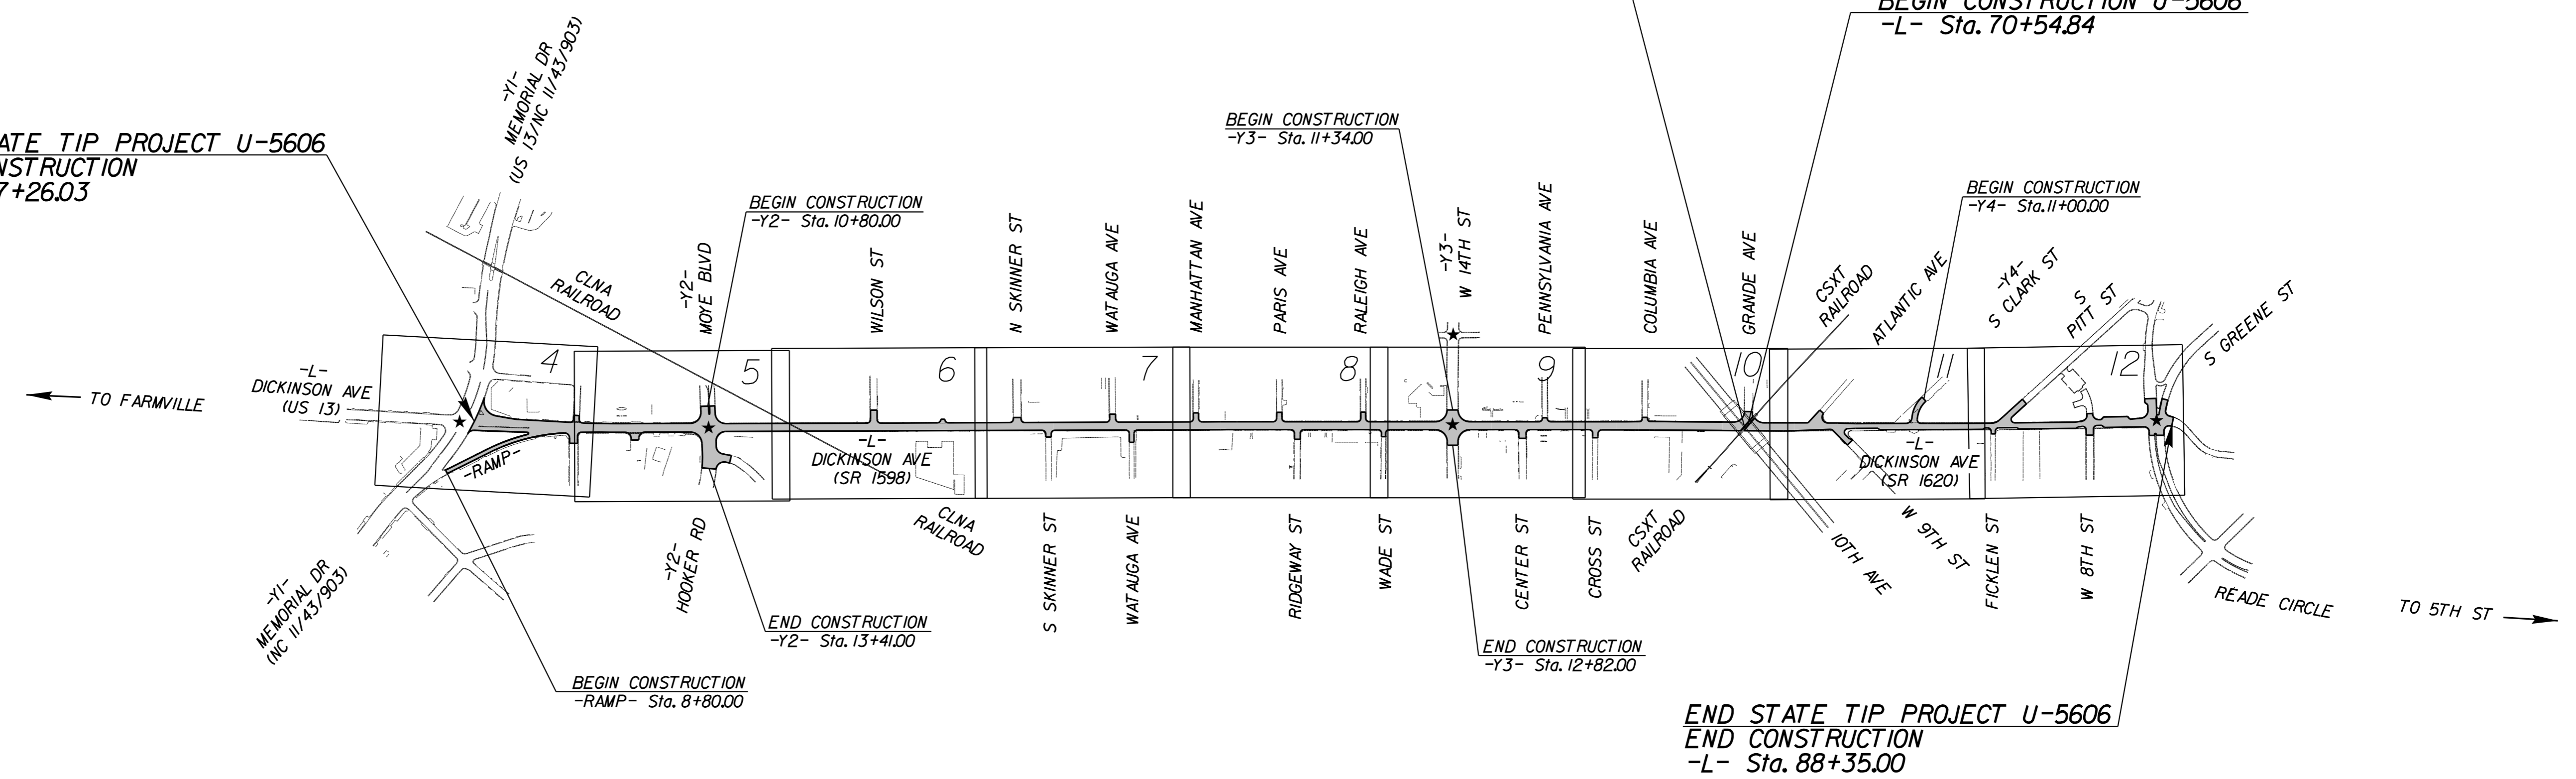 BEGIN CONSTRUCTION U-5606
-L- Sta. 70+54.84
ATE TIP PROJECT U-5606
NSTRUCTION
7+26.03
-Y1-
MEMORIAL DR
(US 13/NC 11/43/903)
BEGIN CONSTRUCTION
-Y3- Sta. 11+34.00
BEGIN CONSTRUCTION
-Y2- Sta. 10+80.00
BEGIN CONSTRUCTION
-Y4- Sta. 11+00.00
CLNA
RAILROAD
-Y2-
MOYE BLVD
WILSON ST
N SKINNER ST
WATAUGA AVE
MANHATTAN AVE
PARIS AVE
RALEIGH AVE
-Y3-
W 14TH ST
PENNSYLVANIA AVE
COLUMBIA AVE
GRANDE AVE
CSXT
RAILROAD
ATLANTIC AVE
-Y4-
S CLARK ST
S
PITT ST
S GREENE ST
4
5
6
7
8
9
10
11
12
TO FARMVILLE
-L-
DICKINSON AVE
(US 13)
-RAMP-
-L-
DICKINSON AVE
(SR 1598)
-L-
DICKINSON AVE
(SR 1620)
-Y1-
MEMORIAL DR
(NC 11/43/903)
-Y2-
HOOKER RD
CLNA
RAILROAD
S SKINNER ST
WATAUGA AVE
RIDGEWAY ST
WADE ST
CENTER ST
CROSS ST
CSXT
RAILROAD
10TH AVE
W 9TH ST
FICKLEN ST
W 8TH ST
READE CIRCLE
TO 5TH ST
END CONSTRUCTION
-Y2- Sta. 13+41.00
END CONSTRUCTION
-Y3- Sta. 12+82.00
BEGIN CONSTRUCTION
-RAMP- Sta. 8+80.00
END STATE TIP PROJECT U-5606
END CONSTRUCTION
-L- Sta. 88+35.00